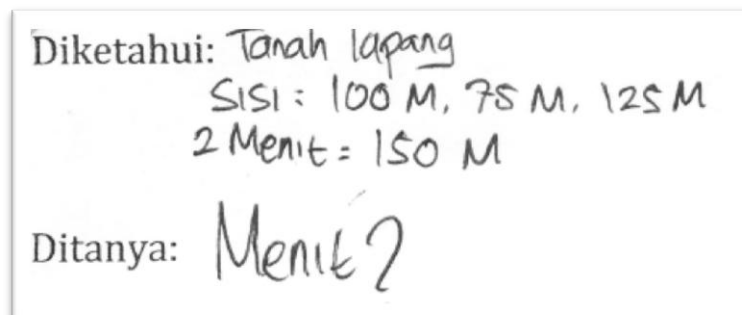 Diketahui: Tanah lapang
SISI : 100 M, 75 M, 125 M
2 Menit = 150 M
Ditanya: Menit?